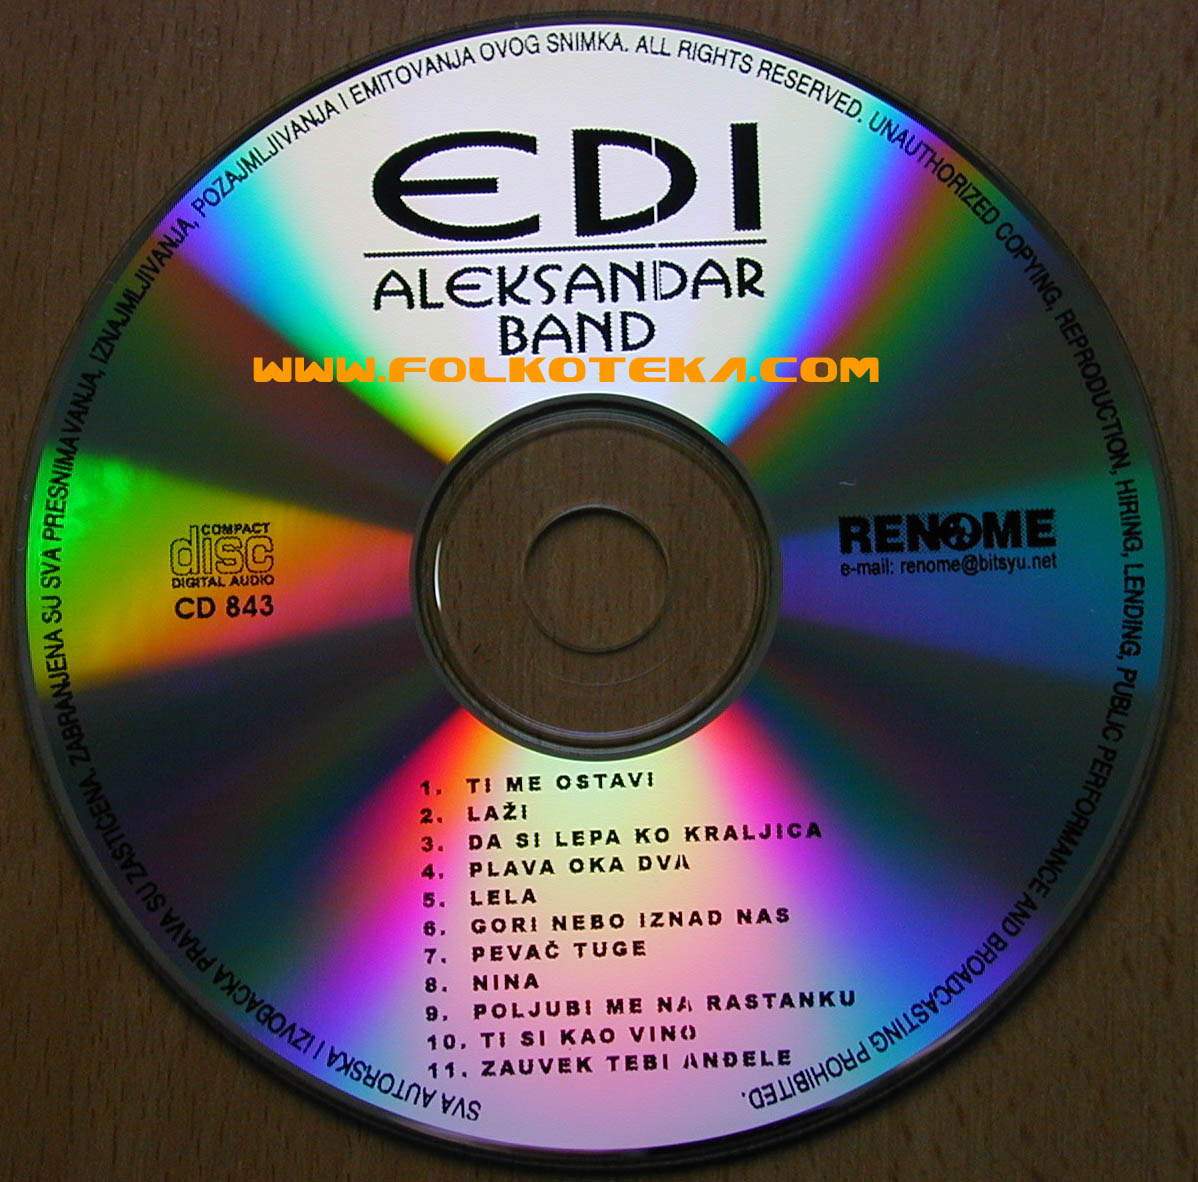 SVA AUTORSKA I IZVOĐAČKA PRAVA SU ZAŠTIĆENA. ZABRANJENA SU SVA PRESNIMAVANJA, IZNAJMLJIVANJA, POZAJMLJIVANJA I EMITOVANJA OVOG SNIMKA. ALL RIGHTS RESERVED. UNAUTHORIZED COPYING, REPRODUCTION, HIRING, LENDING, PUBLIC PERFORMANCE AND BROADCASTING PROHIBITED.
EDI
ALEKSANDAR
BAND
WWW.FOLKOTEKA.COM
COMPACT
disc
DIGITAL AUDIO
CD 843
RENOME
e-mail: renome@bitsyu.net
1. TI ME OSTAVI
2. LAŽI
3. DA SI LEPA KO KRALJICA
4. PLAVA OKA DVA
5. LELA
6. GORI NEBO IZNAD NAS
7. PEVAČ TUGE
8. NINA
9. POLJUBI ME NA RASTANKU
10. TI SI KAO VINO
11. ZAUVEK TEBI ANĐELE